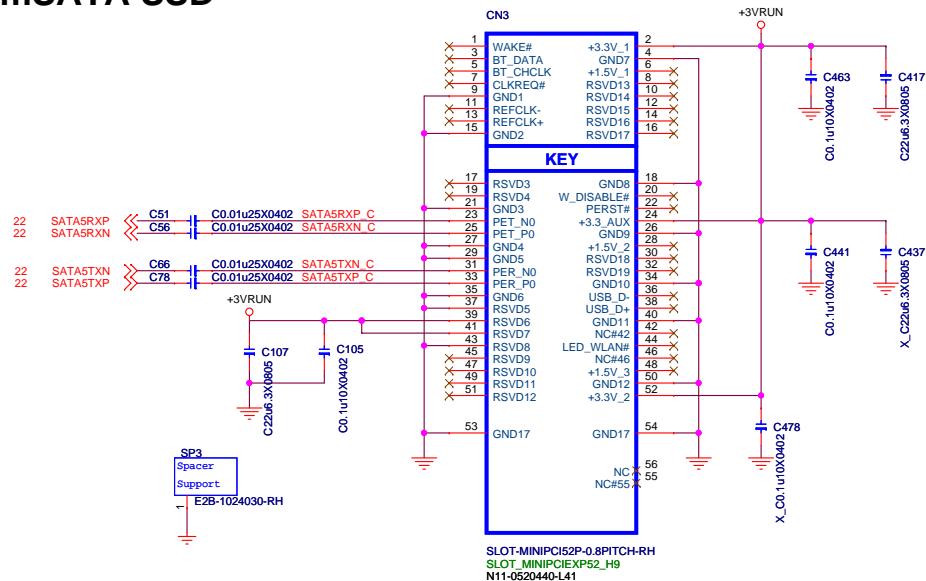 mSATA SSD
CN3
+3VRUN
1 WAKE# +3.3V_1 2
3 BT_DATA GND7 4
5 BT_CHCLK +1.5V_1 6
7 CLKREQ# RSVD13 8
9 GND1 RSVD14 10
11 REFCLK- RSVD15 12
13 REFCLK+ RSVD16 14
15 GND2 RSVD17 16
C463
C0.1u10X0402
C417
C22u6.3X0805
KEY
17 RSVD3 GND8 18
19 RSVD4 W_DISABLE# 20
21 GND3 PERST# 22
22 SATA5RXP C51 C0.01u25X0402 SATA5RXP_C 23 PET_N0 +3.3_AUX 24
22 SATA5RXN C56 C0.01u25X0402 SATA5RXN_C 25 PET_P0 GND9 26
27 GND4 +1.5V_2 28
29 GND5 RSVD18 30
22 SATA5TXN C66 C0.01u25X0402 SATA5TXN_C 31 PER_N0 RSVD19 32
22 SATA5TXP C78 C0.01u25X0402 SATA5TXP_C 33 PER_P0 GND10 34
35 GND6 USB_D- 36
37 RSVD5 USB_D+ 38
39 RSVD6 GND11 40
41 RSVD7 NC#42 42
43 RSVD8 LED_WLAN# 44
45 RSVD9 NC#46 46
47 RSVD10 +1.5V_3 48
49 RSVD11 GND12 50
51 RSVD12 +3.3V_2 52
53 GND17 GND17 54
NC 56
NC#55 55
C441
C0.1u10X0402
C437
X_C22u6.3X0805
+3VRUN
C107
C22u6.3X0805
C105
C0.1u10X0402
C478
X_C0.1u10X0402
SP3
Spacer
Support
E2B-1024030-RH
1
SLOT-MINIPCI52P-0.8PITCH-RH
SLOT_MINIPCIEXP52_H9
N11-0520440-L41